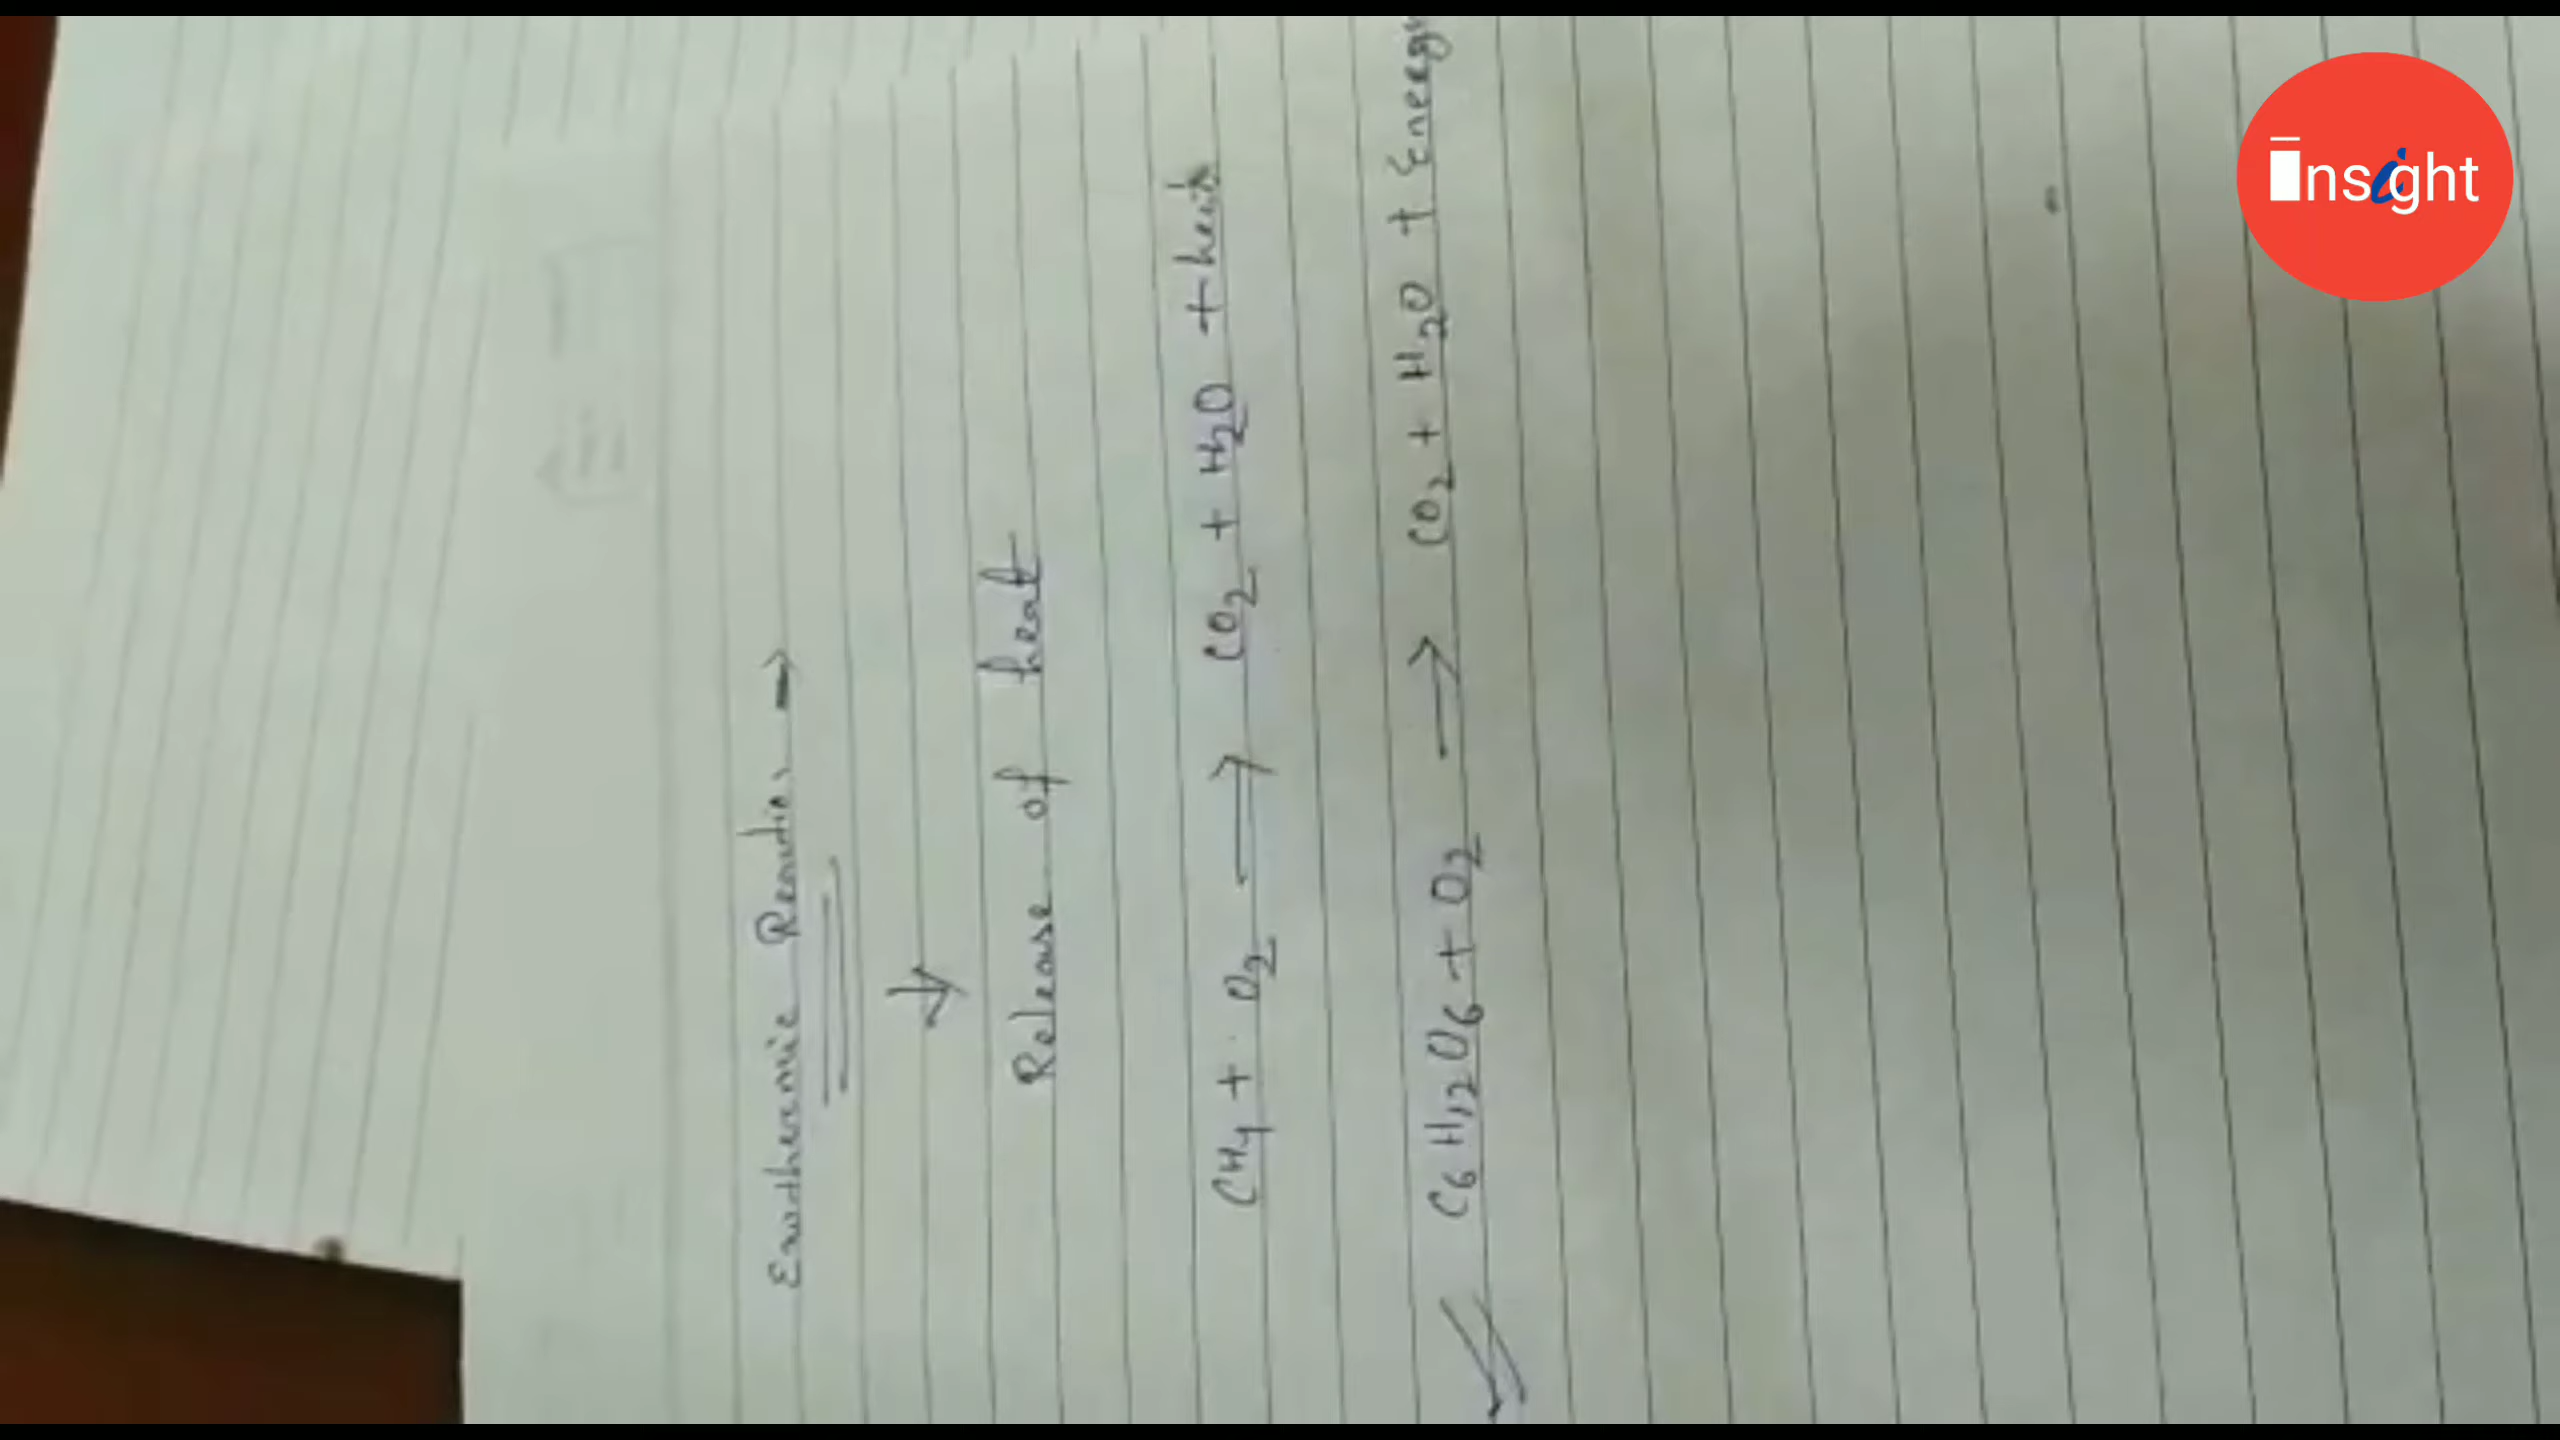 Exothermic Reaction →
↓
Release of heat
CH4 + O2 → CO2 + H2O + heat
C6H12O6 + O2 → CO2 + H2O + Energy
Insight